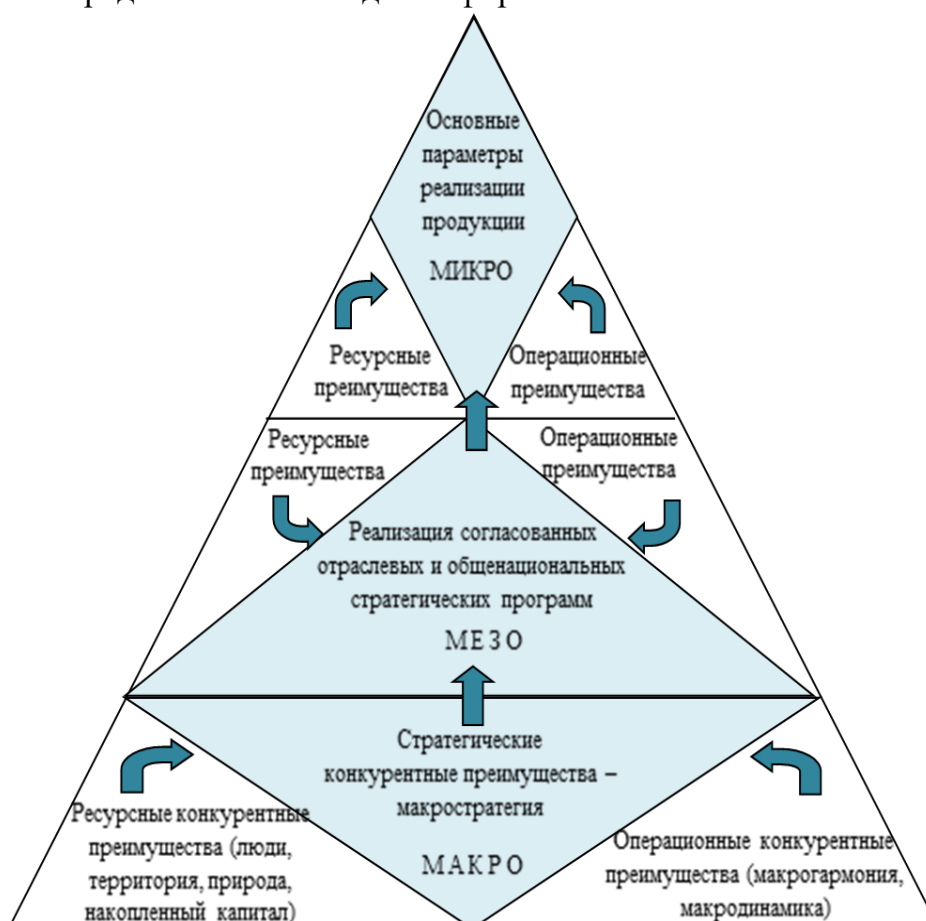 Основные
параметры
реализации
продукции
МИКРО
Ресурсные
преимущества
Операционные
преимущества
Ресурсные
преимущества
Операционные
преимущества
Реализация согласованных
отраслевых и общенациональных
стратегических программ
МЕЗО
Стратегические
конкурентные преимущества –
макростратегия
МАКРО
Ресурсные конкурентные
преимущества (люди,
территория, природа,
накопленный капитал)
Операционные конкурентные
преимущества (макрогармония,
макродинамика)